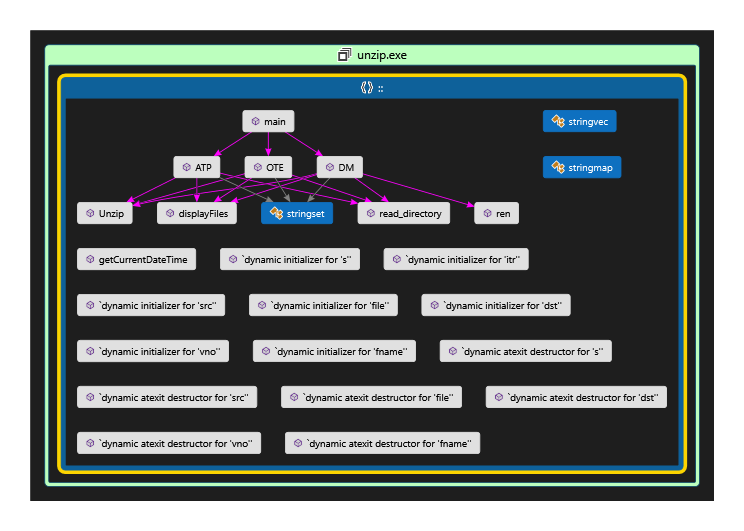 unzip.exe
::
main
stringvec
ATP OTE DM
stringmap
Unzip displayFiles stringset read_directory ren
getCurrentDateTime `dynamic initializer for 's'' `dynamic initializer for 'itr''
`dynamic initializer for 'src'' `dynamic initializer for 'file'' `dynamic initializer for 'dst''
`dynamic initializer for 'vno'' `dynamic initializer for 'fname'' `dynamic atexit destructor for 's''
`dynamic atexit destructor for 'src'' `dynamic atexit destructor for 'file'' `dynamic atexit destructor for 'dst''
`dynamic atexit destructor for 'vno'' `dynamic atexit destructor for 'fname''